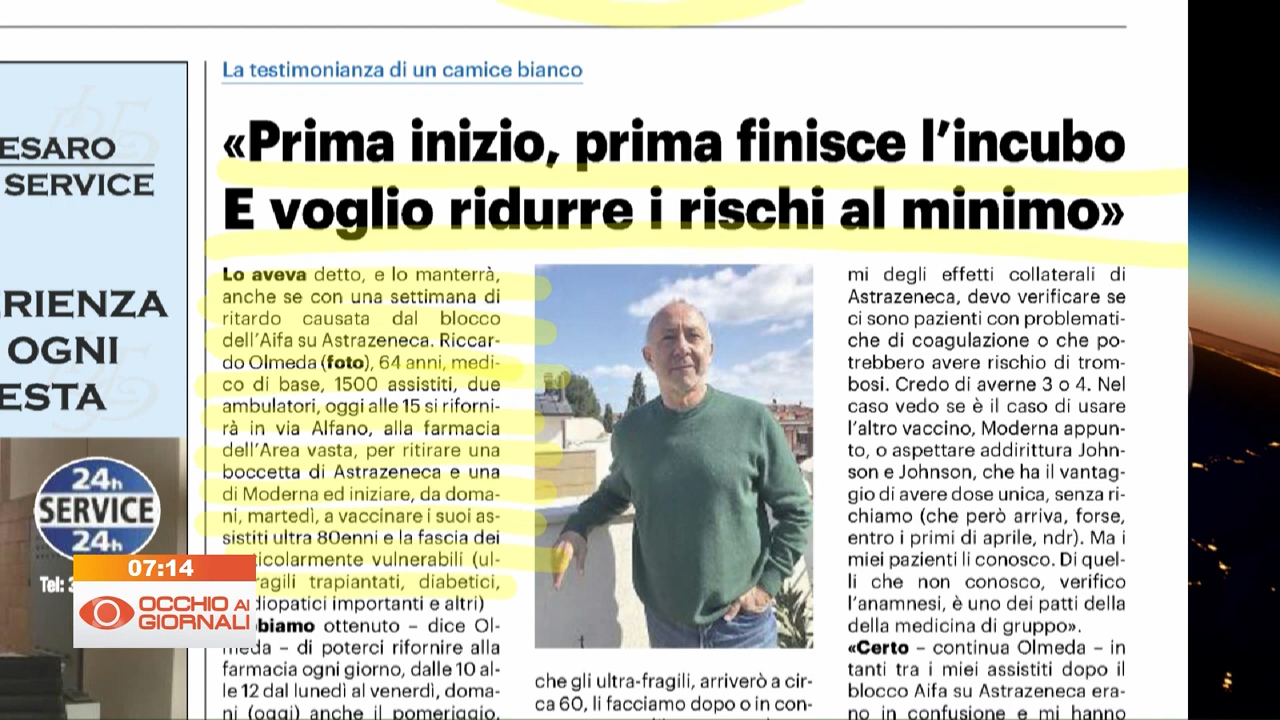 La testimonianza di un camice bianco
«Prima inizio, prima finisce l'incubo
E voglio ridurre i rischi al minimo»
ESARO
SERVICE
RIENZA
OGNI
ESTA
24h
SERVICE
24h
Tel:
Lo aveva detto, e lo manterrà,
anche se con una settimana di
ritardo causata dal blocco
dell'Aifa su Astrazeneca. Riccar-
do Olmeda (foto), 64 anni, medi-
co di base, 1500 assistiti, due
ambulatori, oggi alle 15 si riforni-
rà in via Alfano, alla farmacia
dell'Area vasta, per ritirare una
boccetta di Astrazeneca e una
di Moderna ed iniziare, da doma-
ni, martedì, a vaccinare i suoi as-
sistiti ultra 80enni e la fascia dei
ticolarmente vulnerabili (ul-
ragili trapiantati, diabetici,
diopatici importanti e altri)
biamo ottenuto – dice Ol-
meda – di poterci rifornire alla
farmacia ogni giorno, dalle 10 al-
le 12 dal lunedì al venerdì, doma-
ni (oggi) anche il pomeriggio,
che gli ultra-fragili, arriverò a cir-
ca 60, li facciamo dopo o in con-
mi degli effetti collaterali di
Astrazeneca, devo verificare se
ci sono pazienti con problemati-
che di coagulazione o che po-
trebbero avere rischio di trom-
bosi. Credo di averne 3 o 4. Nel
caso vedo se è il caso di usare
l'altro vaccino, Moderna appun-
to, o aspettare addirittura John-
son e Johnson, che ha il vantag-
gio di avere dose unica, senza ri-
chiamo (che però arriva, forse,
entro i primi di aprile, ndr). Ma i
miei pazienti li conosco. Di quel-
li che non conosco, verifico
l'anamnesi, è uno dei patti della
della medicina di gruppo».
«Certo – continua Olmeda – in
tanti tra i miei assistiti dopo il
blocco Aifa su Astrazeneca era-
no in confusione e mi hanno
07:14
OCCHIO AI
GIORNALI